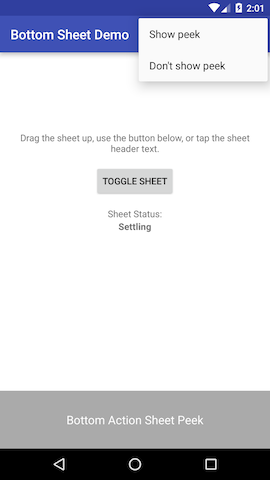 2:01
Bottom Sheet Demo
Show peek
Don't show peek
Drag the sheet up, use the button below, or tap the sheet
header text.
TOGGLE SHEET
Sheet Status:
Settling
Bottom Action Sheet Peek